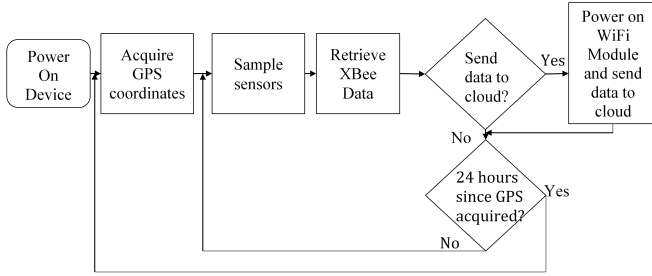 Power
On
Device
Acquire
GPS
coordinates
Sample
sensors
Retrieve
XBee
Data
Send
data to
cloud?
Yes
Power on
WiFi
Module
and send
data to
cloud
No
24 hours
since GPS
acquired?
Yes
No